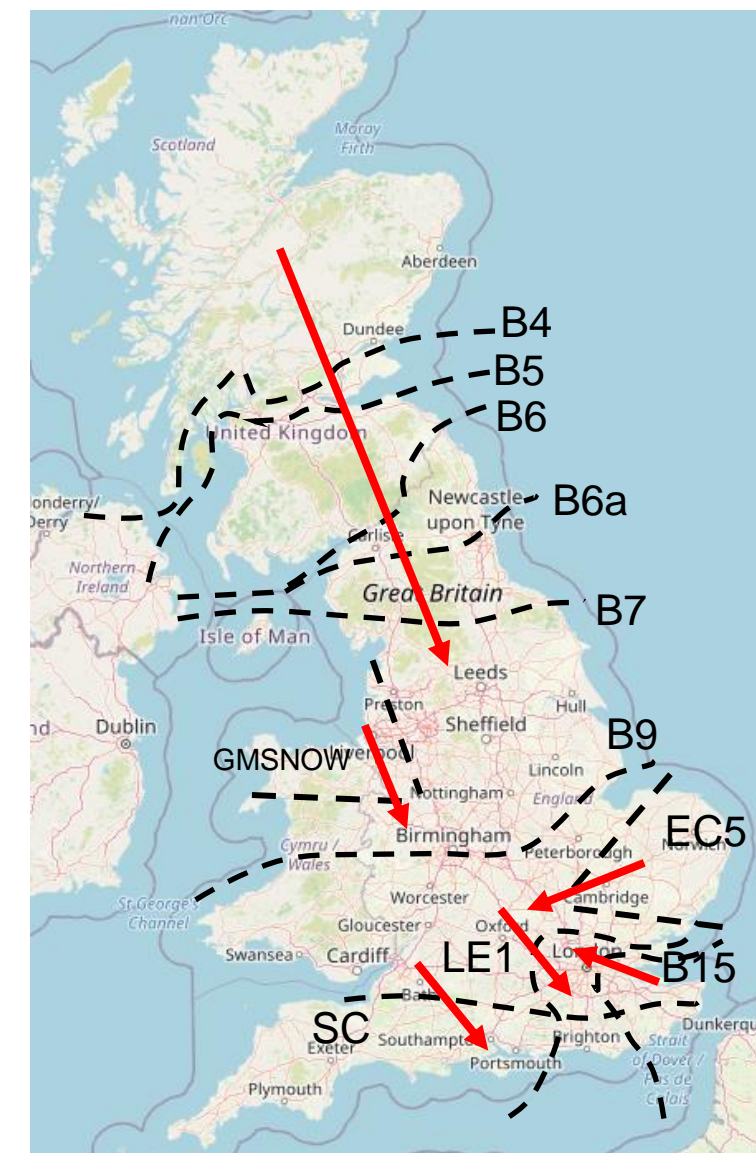 nan Orc
Moray
Firth
Scotland
Aberdeen
B4
Dundee
B5
United Kingdom
B6
onderry/
Derry
Newcastle
upon Tyne
B6a
Carlisle
Northern
Ireland
Great Britain
B7
Isle of Man
Leeds
Preston
Hull
Dublin
Sheffield
B9
GMSNOW
Liverpool
Lincoln
Nottingham
England
EC5
Birmingham
Cymru /
Wales
Peterborough
Norwich
St George's
Channel
Worcester
Cambridge
Gloucester
Oxford
LE1
London
Swansea
Cardiff
B15
Bath
SC
Southampt
Brighton
Dunkerqu
Exeter
Portsmouth
Strait
of Dover /
Pas de
Calais
Plymouth